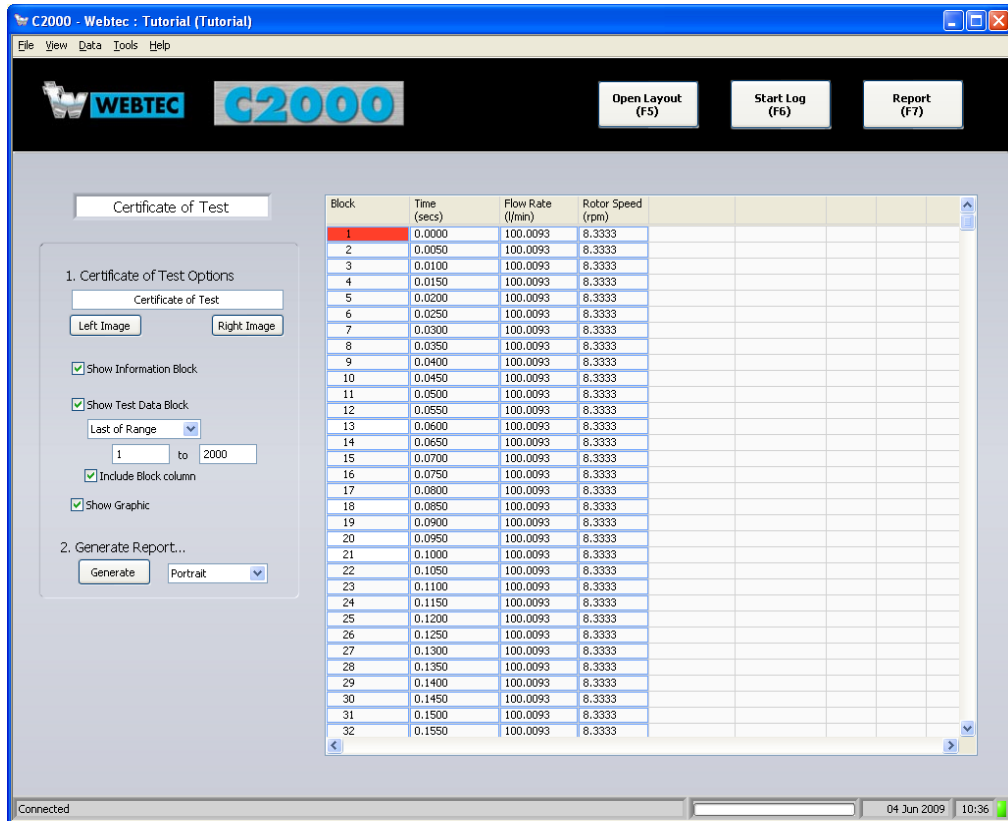 C2000 - Webtec : Tutorial (Tutorial)
File View Data Tools Help
WEBTEC
C2000
Open Layout
(F5)
Start Log
(F6)
Report
(F7)
Certificate of Test
1. Certificate of Test Options
Certificate of Test
Left Image Right Image
Show Information Block
Show Test Data Block
Last of Range
1 to 2000
Include Block column
Show Graphic
2. Generate Report...
Generate Portrait
Block Time Flow Rate Rotor Speed
(secs) (l/min) (rpm)
1 0.0000 100.0093 8.3333
2 0.0050 100.0093 8.3333
3 0.0100 100.0093 8.3333
4 0.0150 100.0093 8.3333
5 0.0200 100.0093 8.3333
6 0.0250 100.0093 8.3333
7 0.0300 100.0093 8.3333
8 0.0350 100.0093 8.3333
9 0.0400 100.0093 8.3333
10 0.0450 100.0093 8.3333
11 0.0500 100.0093 8.3333
12 0.0550 100.0093 8.3333
13 0.0600 100.0093 8.3333
14 0.0650 100.0093 8.3333
15 0.0700 100.0093 8.3333
16 0.0750 100.0093 8.3333
17 0.0800 100.0093 8.3333
18 0.0850 100.0093 8.3333
19 0.0900 100.0093 8.3333
20 0.0950 100.0093 8.3333
21 0.1000 100.0093 8.3333
22 0.1050 100.0093 8.3333
23 0.1100 100.0093 8.3333
24 0.1150 100.0093 8.3333
25 0.1200 100.0093 8.3333
26 0.1250 100.0093 8.3333
27 0.1300 100.0093 8.3333
28 0.1350 100.0093 8.3333
29 0.1400 100.0093 8.3333
30 0.1450 100.0093 8.3333
31 0.1500 100.0093 8.3333
32 0.1550 100.0093 8.3333
Connected 04 Jun 2009 10:36